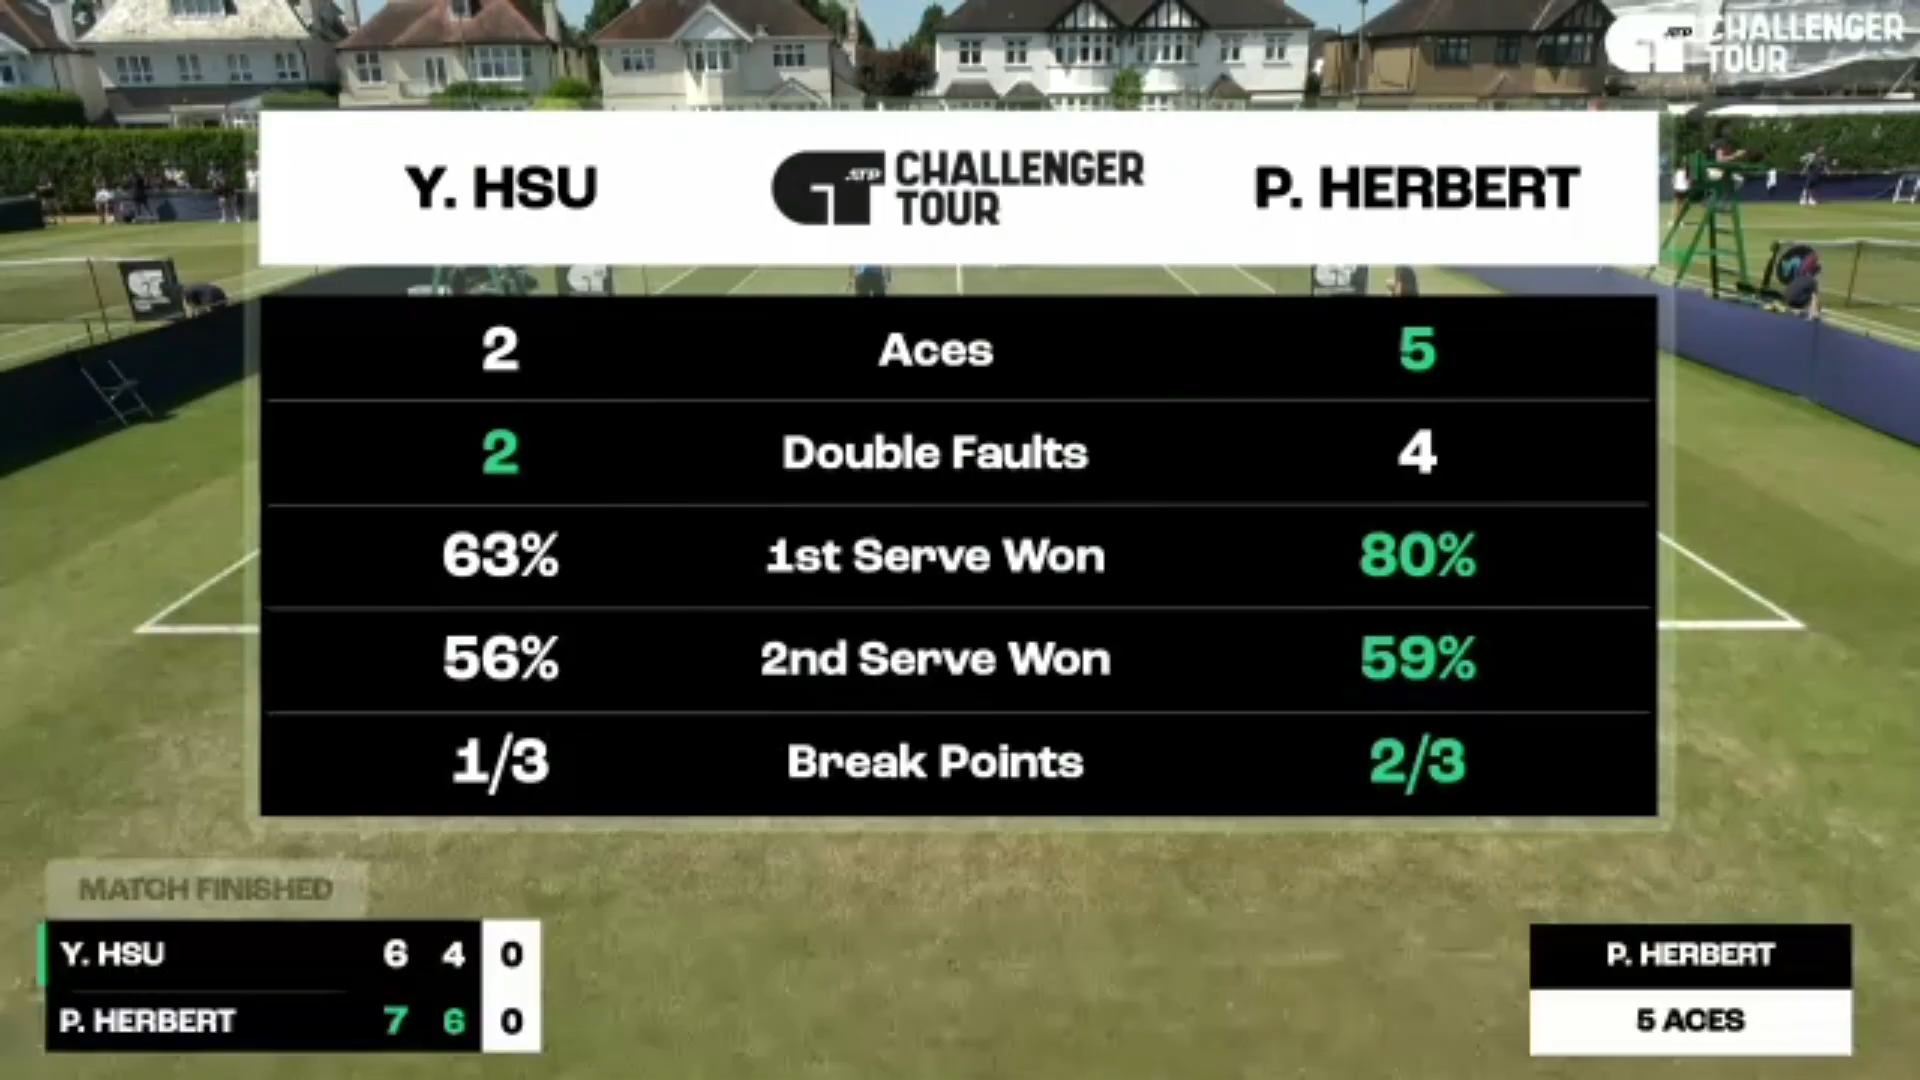 ATP CHALLENGER
TOUR
Y. HSU
ATP CHALLENGER
TOUR
P. HERBERT
2 Aces 5
2 Double Faults 4
63% 1st Serve Won 80%
56% 2nd Serve Won 59%
1/3 Break Points 2/3
MATCH FINISHED
Y. HSU 6 4 0
P. HERBERT 7 6 0
P. HERBERT
5 ACES